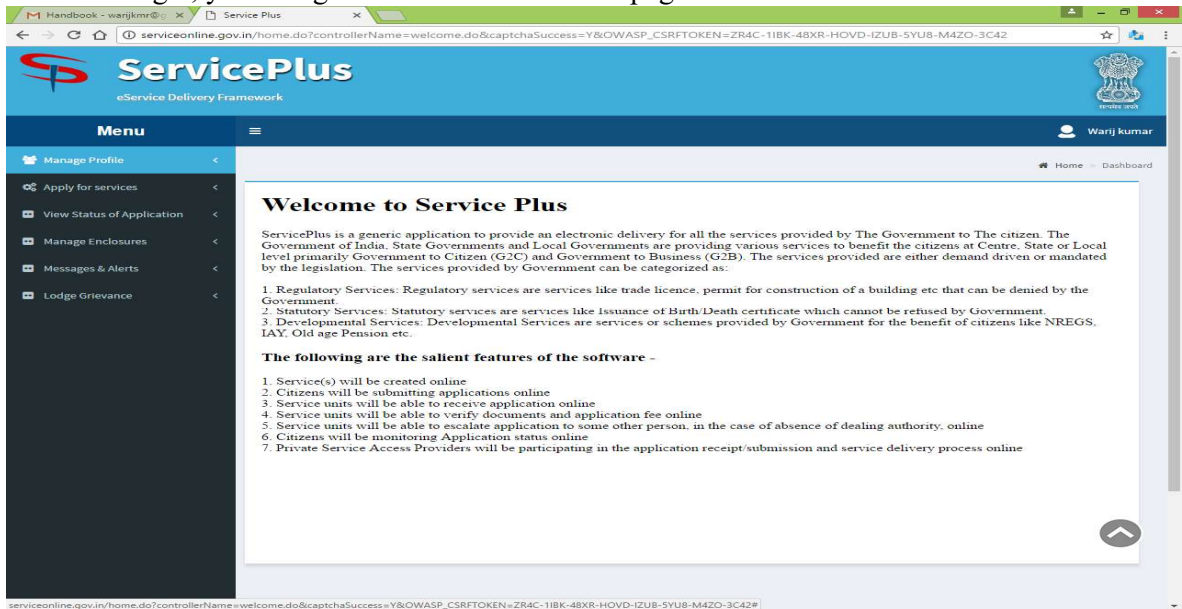 Handbook - warijkmr@g
Service Plus
serviceonline.gov.in/home.do?controllerName=welcome.do&captchaSuccess=Y&OWASP_CSRFTOKEN=ZR4C-1IBK-48XR-HOVD-IZUB-5YU8-M4ZO-3C42
ServicePlus
eService Delivery Framework
Menu
Warij kumar
Manage Profile
Home
Dashboard
Apply for services
View Status of Application
Manage Enclosures
Messages & Alerts
Lodge Grievance
Welcome to Service Plus
ServicePlus is a generic application to provide an electronic delivery for all the services provided by The Government to The citizen. The
Government of India, State Governments and Local Governments are providing various services to benefit the citizens at Centre, State or Local
level primarily Government to Citizen (G2C) and Government to Business (G2B). The services provided are either demand driven or mandated
by the legislation. The services provided by Government can be categorized as:
1. Regulatory Services: Regulatory services are services like trade licence, permit for construction of a building etc that can be denied by the
Government.
2. Statutory Services: Statutory services are services like Issuance of Birth/Death certificate which cannot be refused by Government.
3. Developmental Services: Developmental Services are services or schemes provided by Government for the benefit of citizens like NREGS,
IAY, Old age Pension etc.
The following are the salient features of the software -
1. Service(s) will be created online
2. Citizens will be submitting applications online
3. Service units will be able to receive application online
4. Service units will be able to verify documents and application fee online
5. Service units will be able to escalate application to some other person, in the case of absence of dealing authority, online
6. Citizens will be monitoring Application status online
7. Private Service Access Providers will be participating in the application receipt/submission and service delivery process online
serviceonline.gov.in/home.do?controllerName=welcome.do&captchaSuccess=Y&OWASP_CSRFTOKEN=ZR4C-1IBK-48XR-HOVD-IZUB-5YU8-M4ZO-3C42#